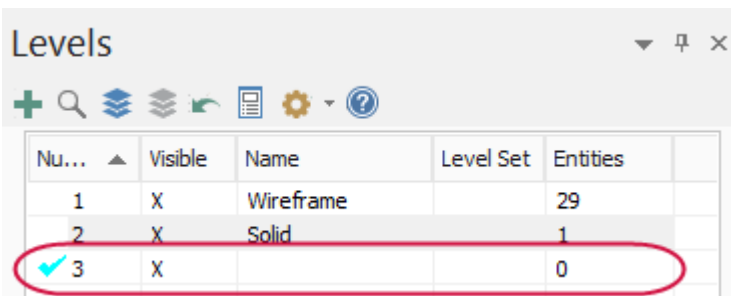 Levels
Nu... Visible Name Level Set Entities
1 X Wireframe 29
2 X Solid 1
3 X 0